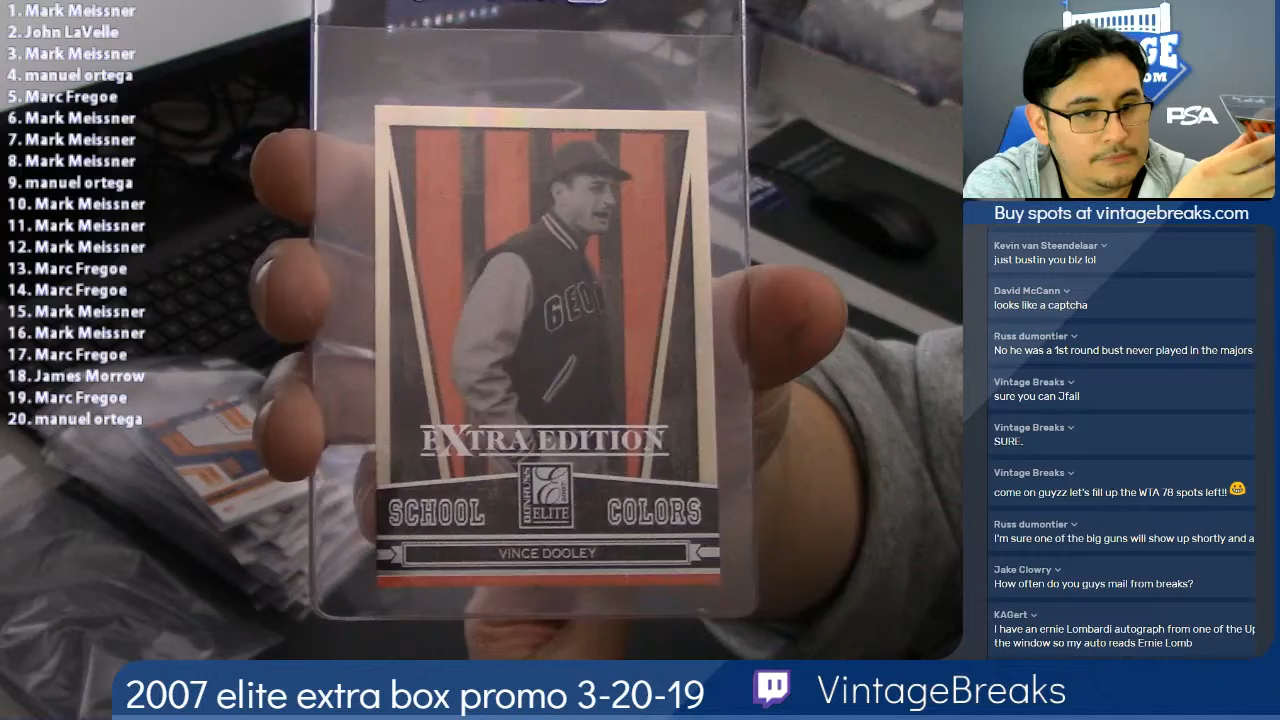 1. Mark Meissner
2. John LaVelle
3. Mark Meissner
4. manuel ortega
5. Marc Fregoe
6. Mark Meissner
7. Mark Meissner
8. Mark Meissner
9. manuel ortega
10. Mark Meissner
11. Mark Meissner
12. Mark Meissner
13. Marc Fregoe
14. Marc Fregoe
15. Mark Meissner
16. Mark Meissner
17. Marc Fregoe
18. James Morrow
19. Marc Fregoe
20. manuel ortega
GEOR
EXTRA EDITION
DONRUSS
2007
ELITE
SCHOOL COLORS
VINCE DOOLEY
PSA
Buy spots at vintagebreaks.com
Kevin van Steendelaar
just bustin you blz lol
David McCann
looks like a captcha
Russ dumontier
No he was a 1st round bust never played in the majors
Vintage Breaks
sure you can Jfall
Vintage Breaks
SURE.
Vintage Breaks
come on guyzz let's fill up the WTA 78 spots left!!
Russ dumontier
I'm sure one of the big guns will show up shortly and a
Jake Clowry
How often do you guys mail from breaks?
KAGert
I have an ernie Lombardi autograph from one of the Up
the window so my auto reads Ernie Lomb
2007 elite extra box promo 3-20-19
VintageBreaks